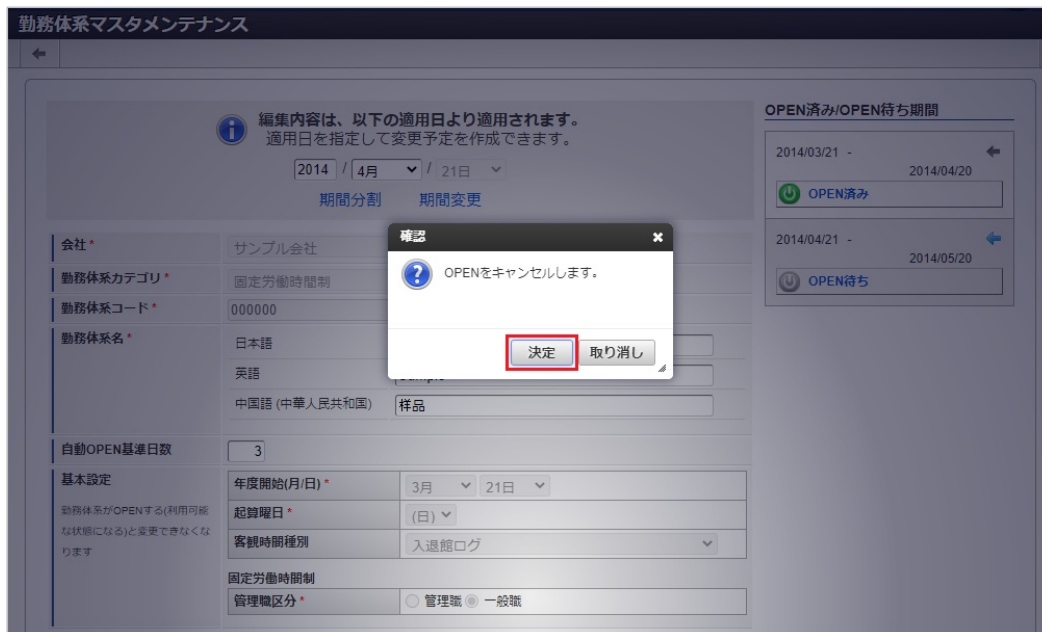 勤務体系マスタメンテナンス
編集内容は、以下の適用日より適用されます。
適用日を指定して変更予定を作成できます。
2014 / 4月 / 21日
期間分割 期間変更
OPEN済み/OPEN待ち期間
2014/03/21 -
2014/04/20
OPEN済み
2014/04/21 -
2014/05/20
OPEN待ち
確認
OPENをキャンセルします。
決定 取り消し
会社* サンプル会社
勤務体系カテゴリ* 固定労働時間制
勤務体系コード* 000000
勤務体系名* 日本語
英語
中国語 (中華人民共和国) 样品
自動OPEN基準日数 3
基本設定
勤務体系がOPENする(利用可能
な状態になる)と変更できなくな
ります
年度開始(月/日)* 3月 21日
起算曜日* (日)
客観時間種別 入退館ログ
固定労働時間制
管理職区分* 管理職 一般職